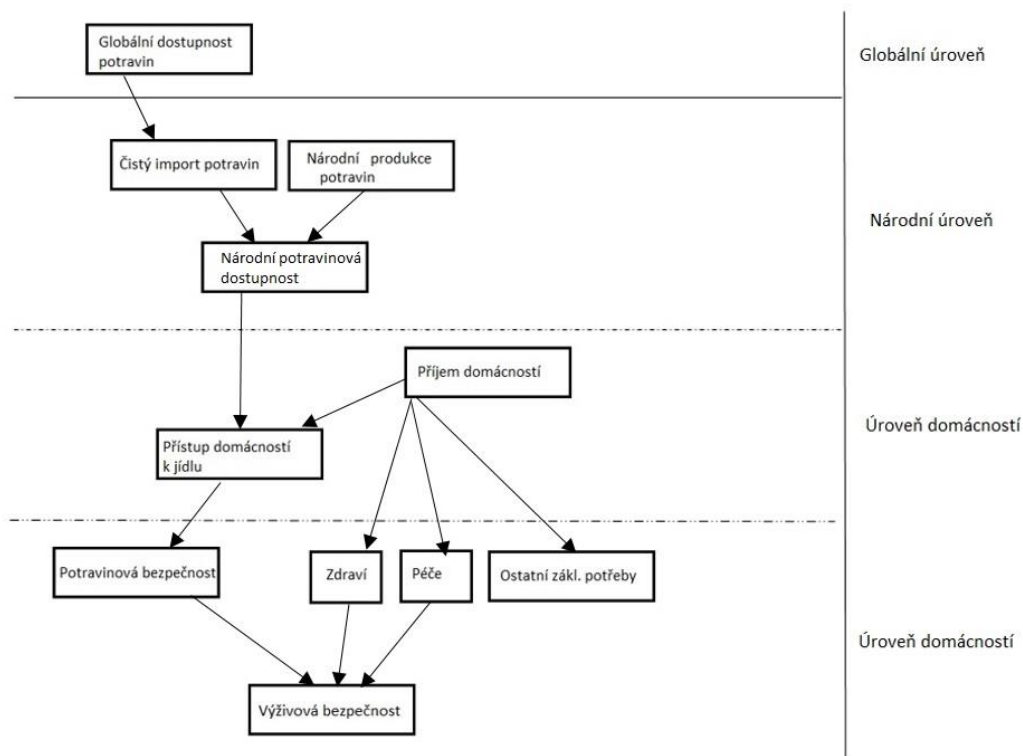 Globální dostupnost
potravin
Globální úroveň
Čistý import potravin
Národní produkce
potravin
Národní úroveň
Národní potravinová
dostupnost
Příjem domácností
Úroveň domácností
Přístup domácností
k jídlu
Potravinová bezpečnost
Zdraví
Péče
Ostatní zákl. potřeby
Úroveň domácností
Výživová bezpečnost